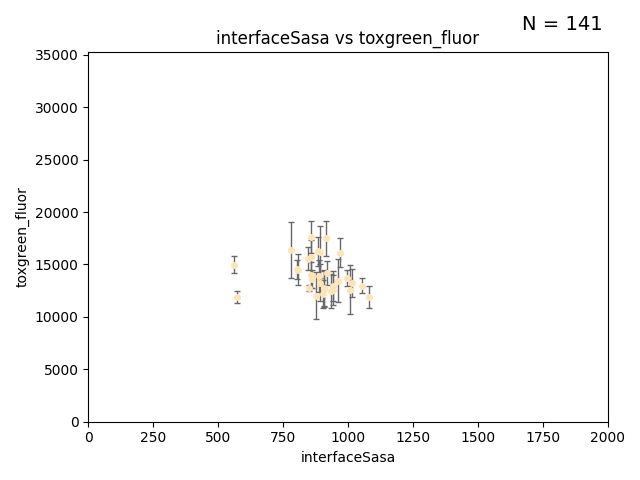 N = 141
interfaceSasa vs toxgreen_fluor
35000
30000
25000
20000
15000
10000
5000
0
toxgreen_fluor
0 250 500 750 1000 1250 1500 1750 2000
interfaceSasa